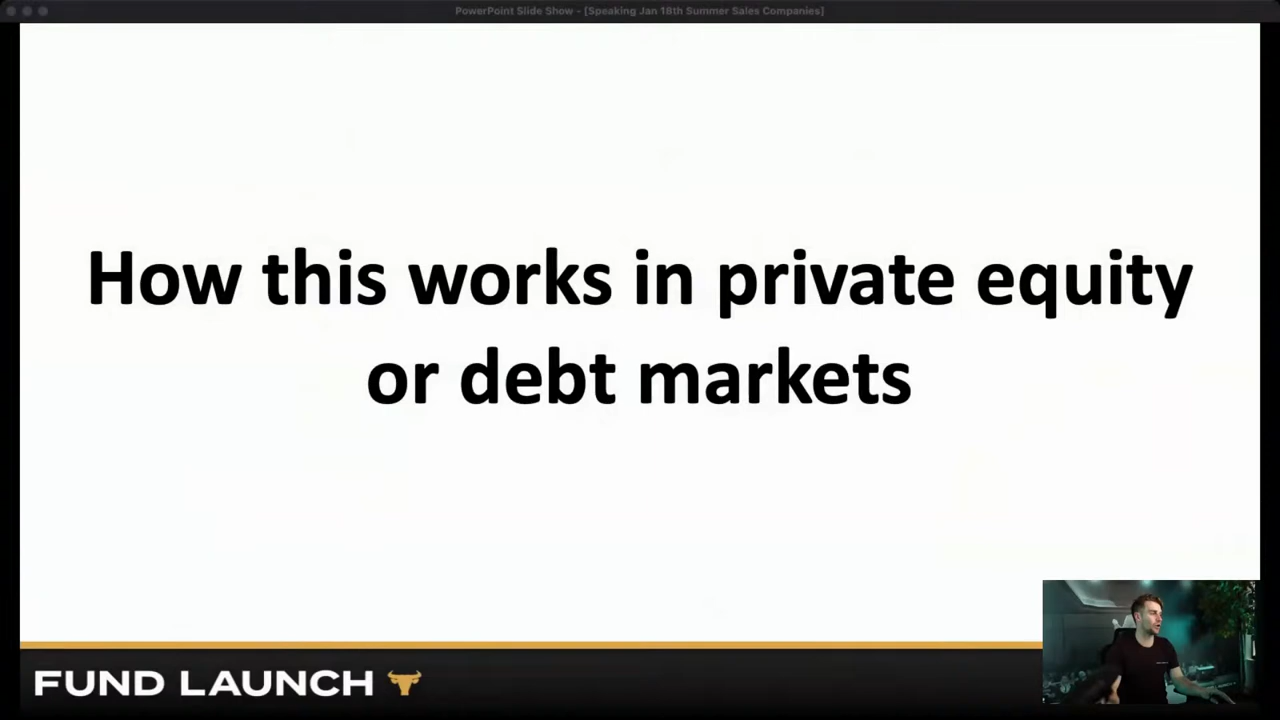 PowerPoint Slide Show - [Speaking Jan 18th Summer Sales Companies]
How this works in private equity
or debt markets
FUND LAUNCH